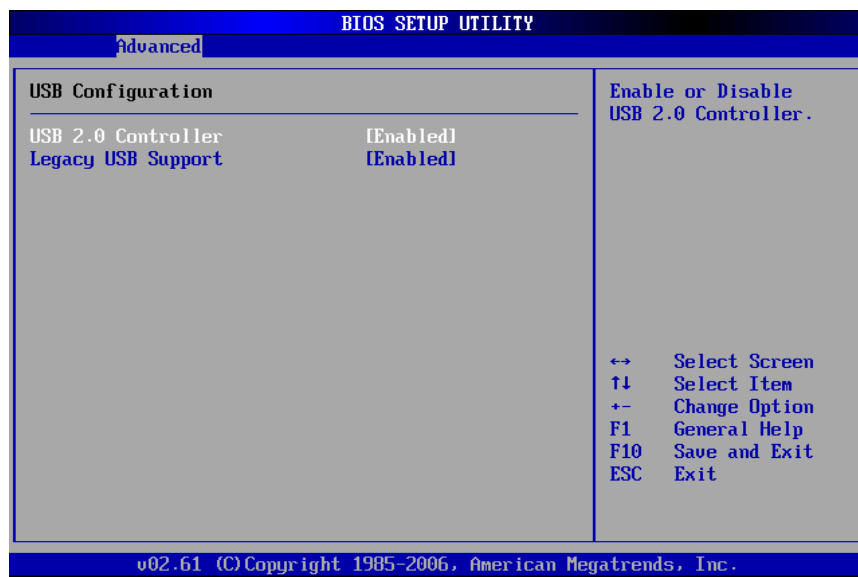 BIOS SETUP UTILITY
Advanced
USB Configuration
USB 2.0 Controller [Enabled]
Legacy USB Support [Enabled]
Enable or Disable
USB 2.0 Controller.
←→ Select Screen
↑↓ Select Item
+- Change Option
F1 General Help
F10 Save and Exit
ESC Exit
v02.61 (C)Copyright 1985-2006, American Megatrends, Inc.